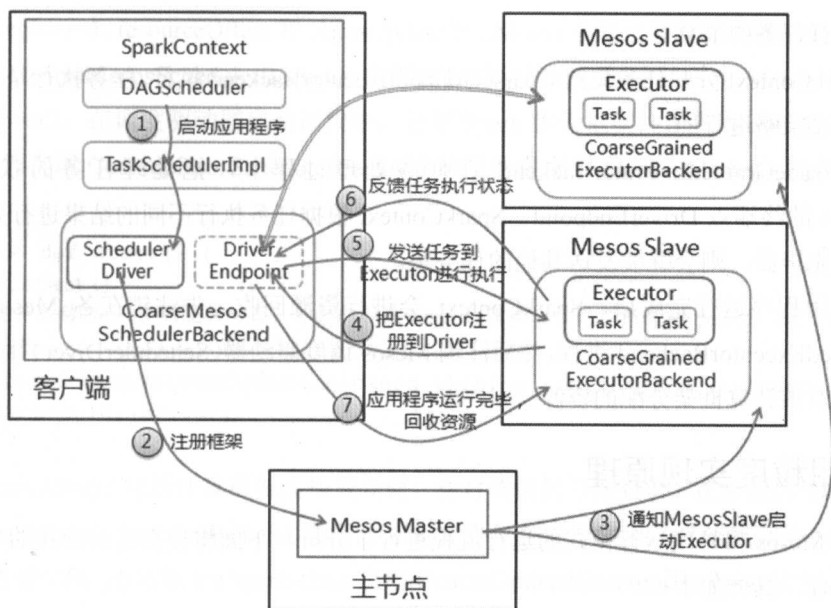 SparkContext
DAGScheduler
1 启动应用程序
TaskSchedulerImpl
Scheduler
Driver
Driver
Endpoint
CoarseMesos
SchedulerBackend
客户端
Mesos Slave
Executor
Task Task
CoarseGrained
ExecutorBackend
6 反馈任务执行状态
5 发送任务到
Executor进行执行
4 把Executor注
册到Driver
7 应用程序运行完毕,
回收资源
Mesos Slave
Executor
Task Task
CoarseGrained
ExecutorBackend
2 注册框架
Mesos Master
3 通知MesosSlave启
动Executor
主节点